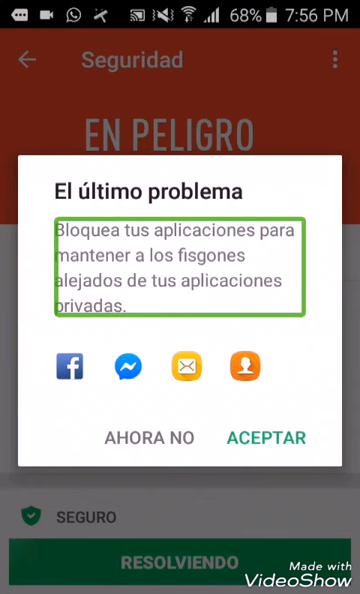 68% 7:56 PM
Seguridad
EN PELIGRO
El último problema
Bloquea tus aplicaciones para
mantener a los fisgones
alejados de tus aplicaciones
privadas.
AHORA NO ACEPTAR
SEGURO
RESOLVIENDO
Made with
VideoShow